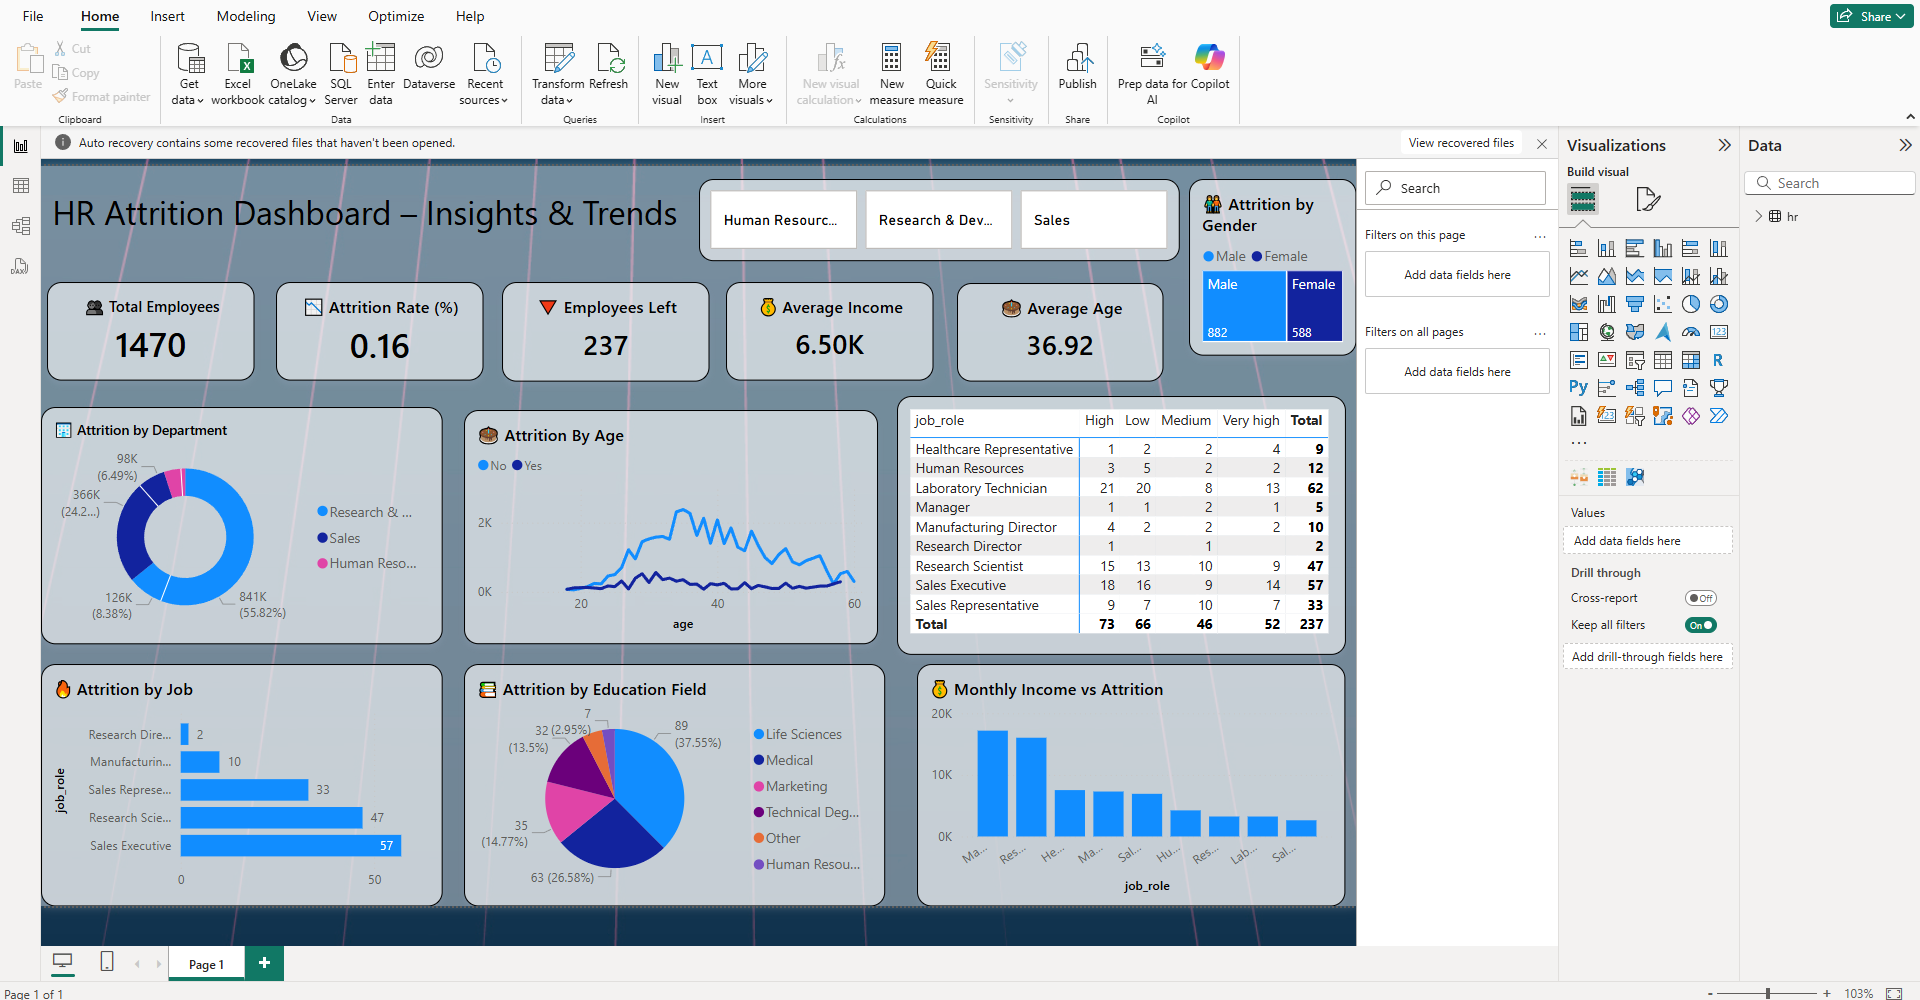 File Home Insert Modeling View Optimize Help
Share
Paste
Cut
Copy
Format painter
Clipboard
Get data
Excel workbook
OneLake catalog
SQL Server
Enter data
Dataverse
Recent sources
Data
Transform data
Refresh
Queries
New visual
Text box
More visuals
Insert
New visual calculation
New measure
Quick measure
Calculations
Sensitivity
Sensitivity
Publish
Share
Prep data for AI
Copilot
Copilot
Auto recovery contains some recovered files that haven't been opened.
View recovered files
HR Attrition Dashboard – Insights & Trends
Human Resourc...
Research & Dev...
Sales
Attrition by
Gender
Male Female
Male
882
Female
588
Total Employees
1470
Attrition Rate (%)
0.16
Employees Left
237
Average Income
6.50K
Average Age
36.92
Attrition by Department
98K
(6.49%)
366K
(24.2...)
126K
(8.38%)
841K
(55.82%)
Research & ...
Sales
Human Reso...
Attrition By Age
No Yes
2K
0K
20 40 60
age
job_role High Low Medium Very high Total
Healthcare Representative 1 2 2 4 9
Human Resources 3 5 2 2 12
Laboratory Technician 21 20 8 13 62
Manager 1 1 2 1 5
Manufacturing Director 4 2 2 2 10
Research Director 1 1 2
Research Scientist 15 13 10 9 47
Sales Executive 18 16 9 14 57
Sales Representative 9 7 10 7 33
Total 73 66 46 52 237
Attrition by Job
job_role
Research Dire... 2
Manufacturin... 10
Sales Represe... 33
Research Scie... 47
Sales Executive 57
0 50
Attrition by Education Field
7
32 (2.95%)
(13.5%)
89
(37.55%)
35
(14.77%)
63 (26.58%)
Life Sciences
Medical
Marketing
Technical Deg...
Other
Human Resou...
Monthly Income vs Attrition
20K
10K
0K
Ma... Res... He... Ma... Sal... Hu... Res... Lab... Sal...
job_role
Search
Filters on this page
...
Add data fields here
Filters on all pages
...
Add data fields here
Visualizations
Build visual
123
R
Py
123
...
Values
Add data fields here
Drill through
Cross-report
Off
Keep all filters
On
Add drill-through fields here
Data
Search
hr
DAX
Page 1
+
Page 1 of 1
- + 103%